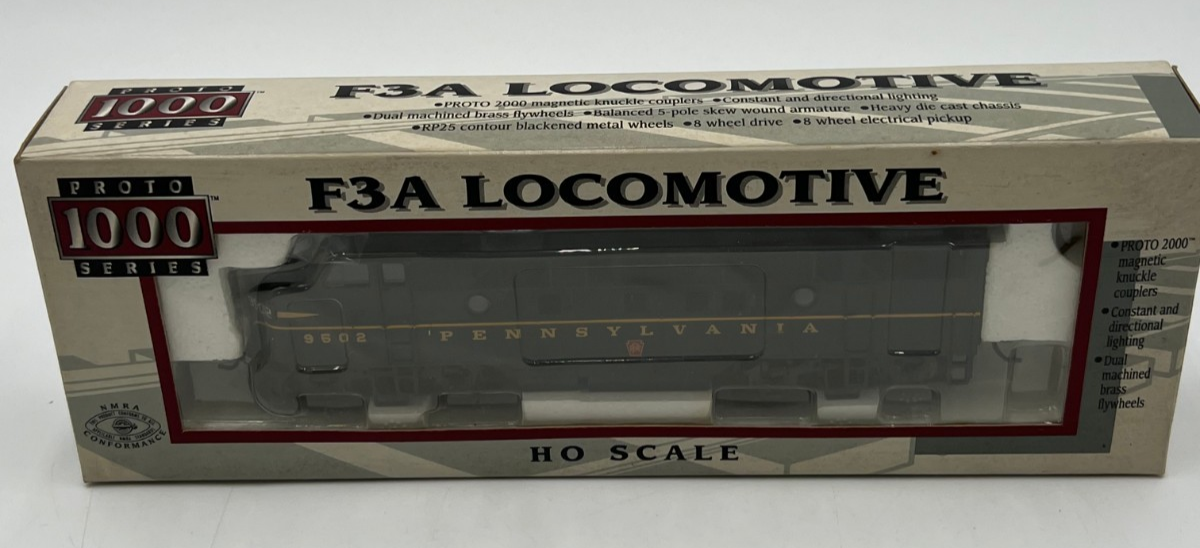 PROTO
1000™
SERIES
F3A LOCOMOTIVE
•PROTO 2000 magnetic knuckle couplers •Constant and directional lighting
•Dual machined brass flywheels •Balanced 5-pole skew wound armature •Heavy die cast chassis
•RP25 contour blackened metal wheels •8 wheel drive •8 wheel electrical pickup
PROTO
1000™
SERIES
F3A LOCOMOTIVE
9502 PENNSYLVANIA
• PROTO 2000™
magnetic
knuckle
couplers
• Constant and
directional
lighting
• Dual
machined
brass
flywheels
NMRA
CONFORMANCE
HO SCALE